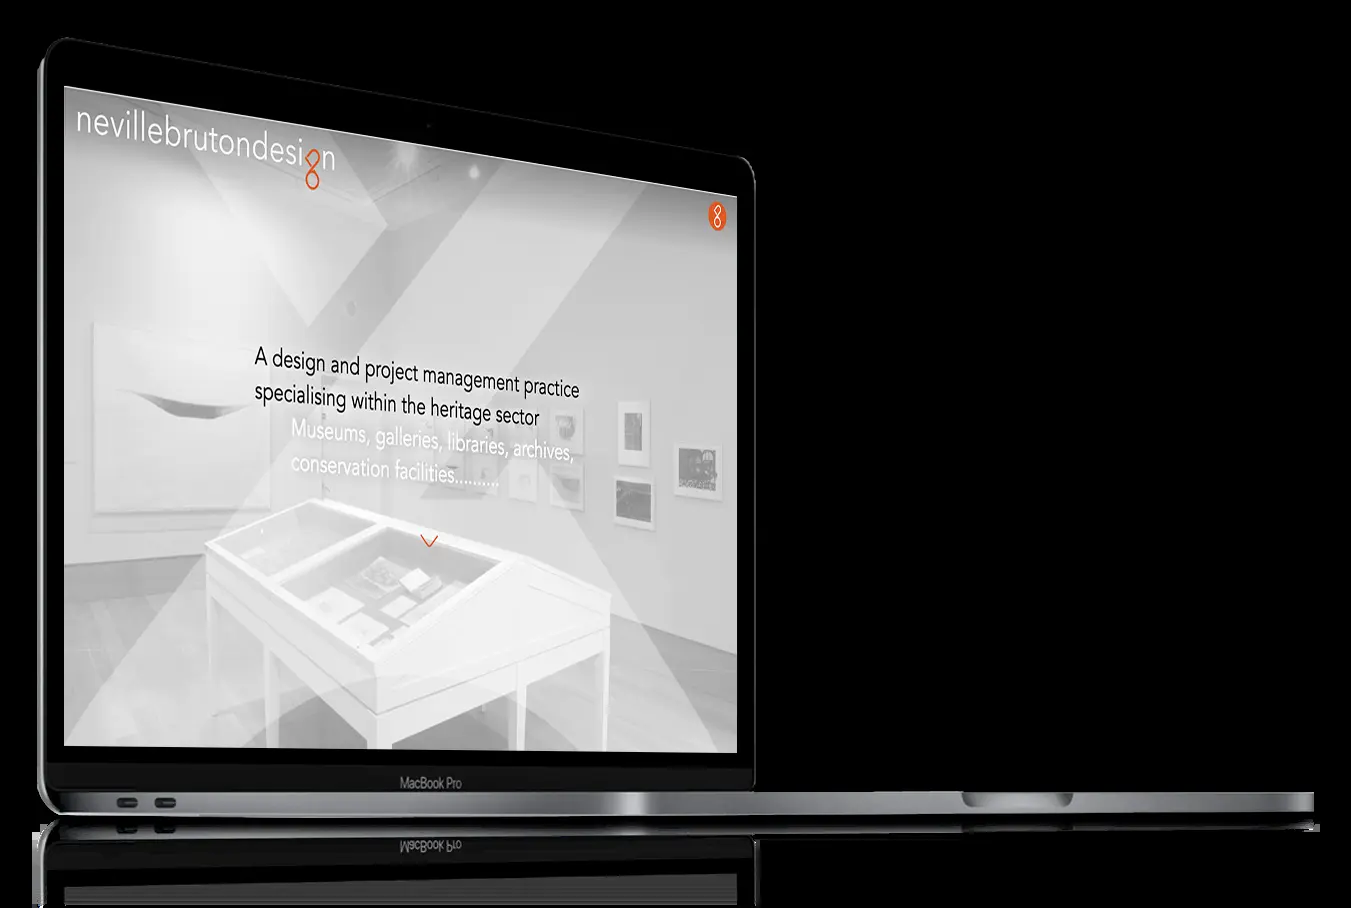 nevillebrutondesign
A design and project management practice
specialising within the heritage sector
Museums, galleries, libraries, archives,
conservation facilities..........
MacBook Pro